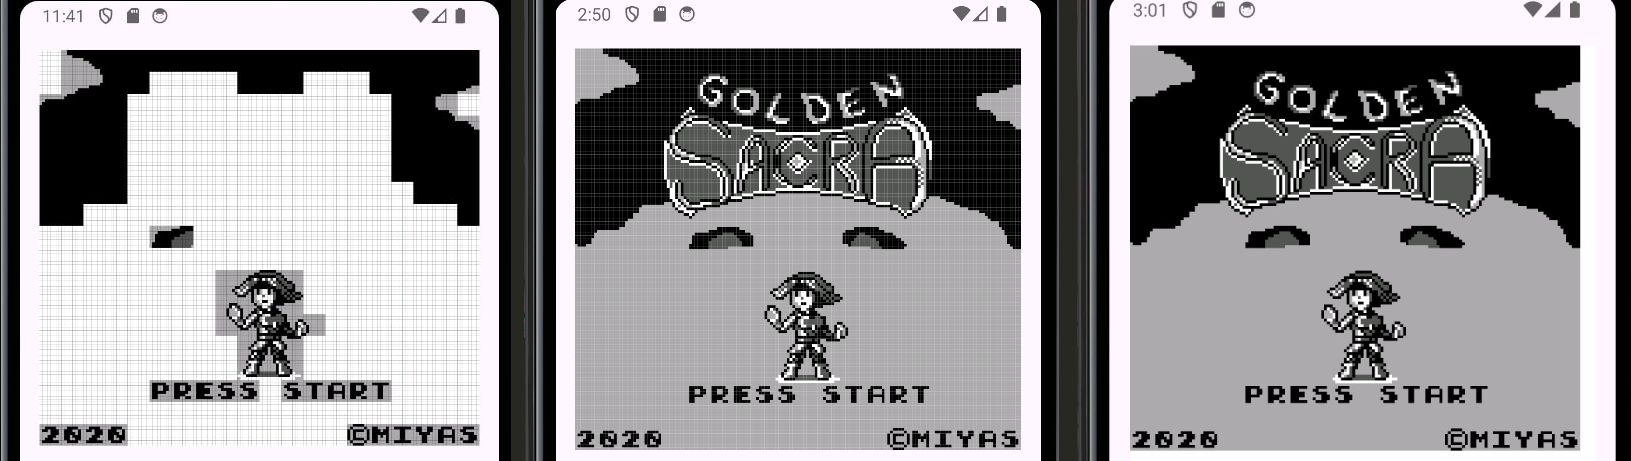 11:41
PRESS START
2020 ©MIYAS
2:50
GOLDEN
SACRA
PRESS START
2020 ©MIYAS
3:01
GOLDEN
SACRA
PRESS START
2020 ©MIYAS